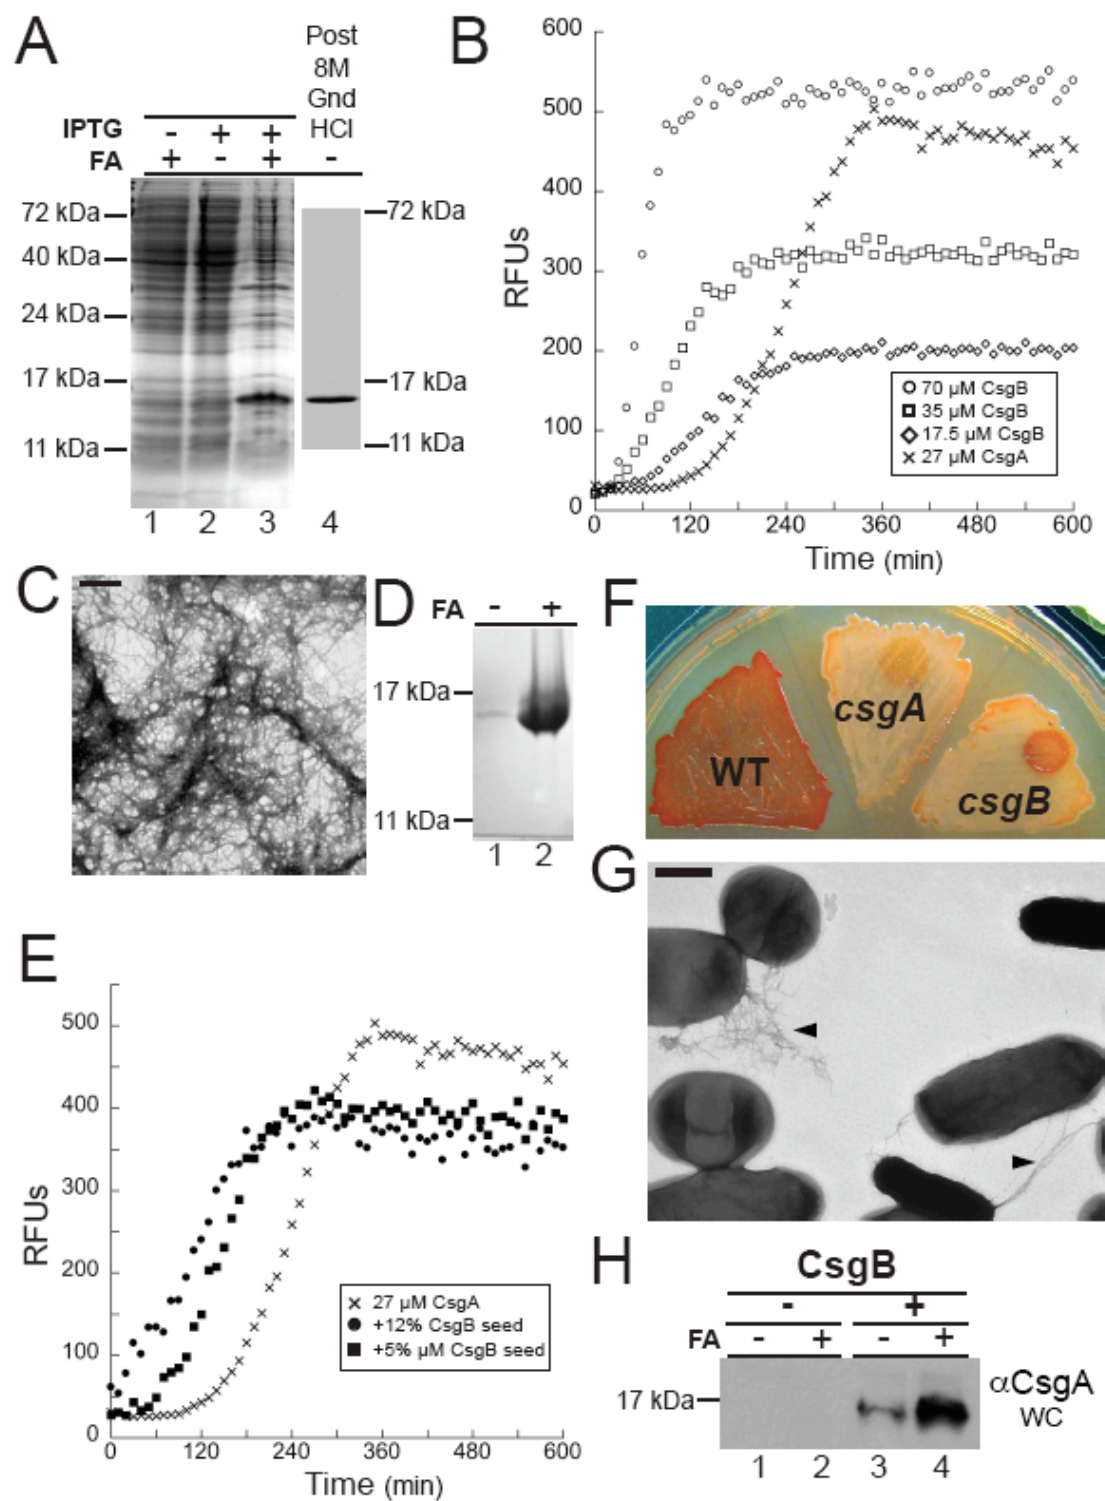 A
Post
8M
Gnd
HCl
IPTG - + +
FA + - + -
72 kDa
40 kDa
24 kDa
17 kDa
11 kDa
72 kDa
17 kDa
11 kDa
1 2 3 4
B
600
500
400
300
200
100
0
RFUs
0 120 240 360 480 600
Time (min)
70 µM CsgB
35 µM CsgB
17.5 µM CsgB
27 µM CsgA
C
D
FA - +
17 kDa
11 kDa
1 2
F
WT
csgA
csgB
G
E
500
400
300
200
100
0
RFUs
0 120 240 360 480 600
Time (min)
27 µM CsgA
+12% CsgB seed
+5% µM CsgB seed
H
CsgB
- +
FA - + - +
17 kDa
αCsgA
WC
1 2 3 4